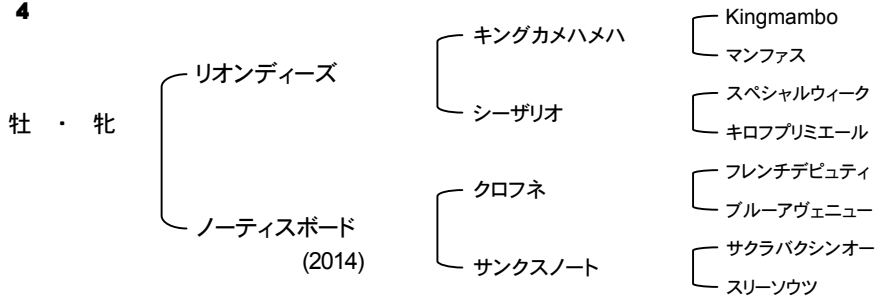 4
牡 ・ 牝
リオンディーズ
ノーティスボード
(2014)
キングカメハメハ
シーザリオ
クロフネ
サンクスノート
Kingmambo
マンファス
スペシャルウィーク
キロフプリミエール
フレンチデピュティ
ブルーアヴェニュー
サクラバクシンオー
スリーソウツ